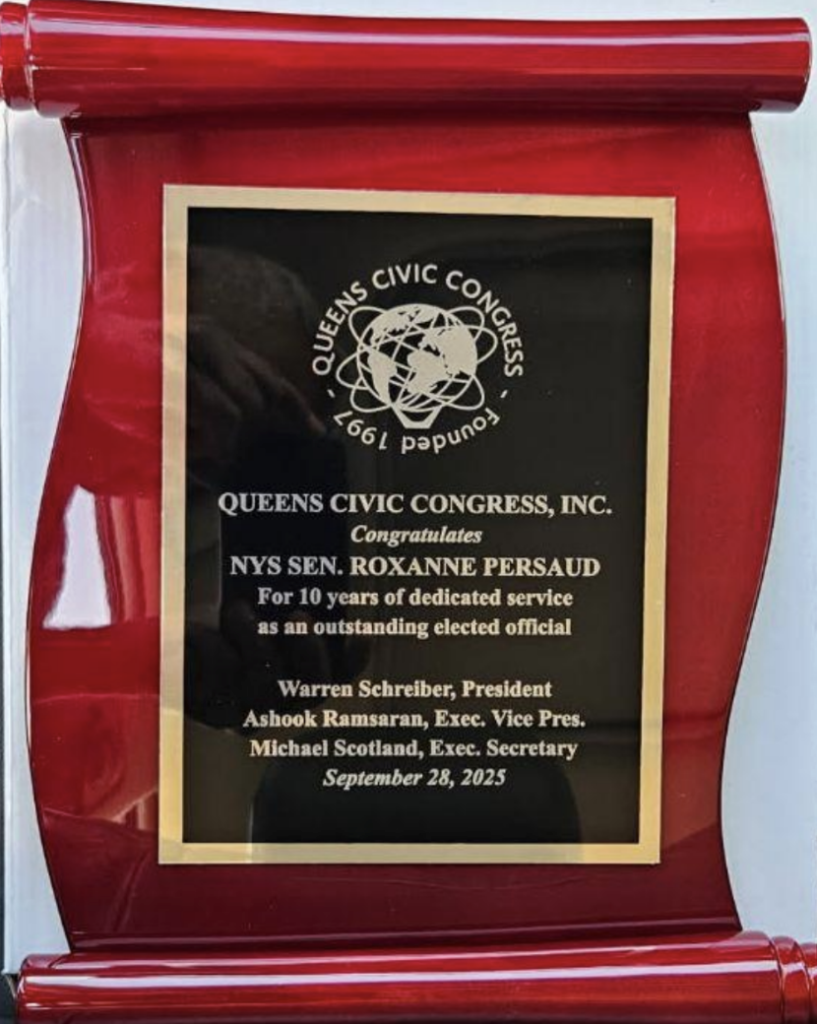 QUEENS CIVIC CONGRESS
- Founded 1997 -
QUEENS CIVIC CONGRESS, INC.
Congratulates
NYS SEN. ROXANNE PERSAUD
For 10 years of dedicated service
as an outstanding elected official
Warren Schreiber, President
Ashook Ramsaran, Exec. Vice Pres.
Michael Scotland, Exec. Secretary
September 28, 2025